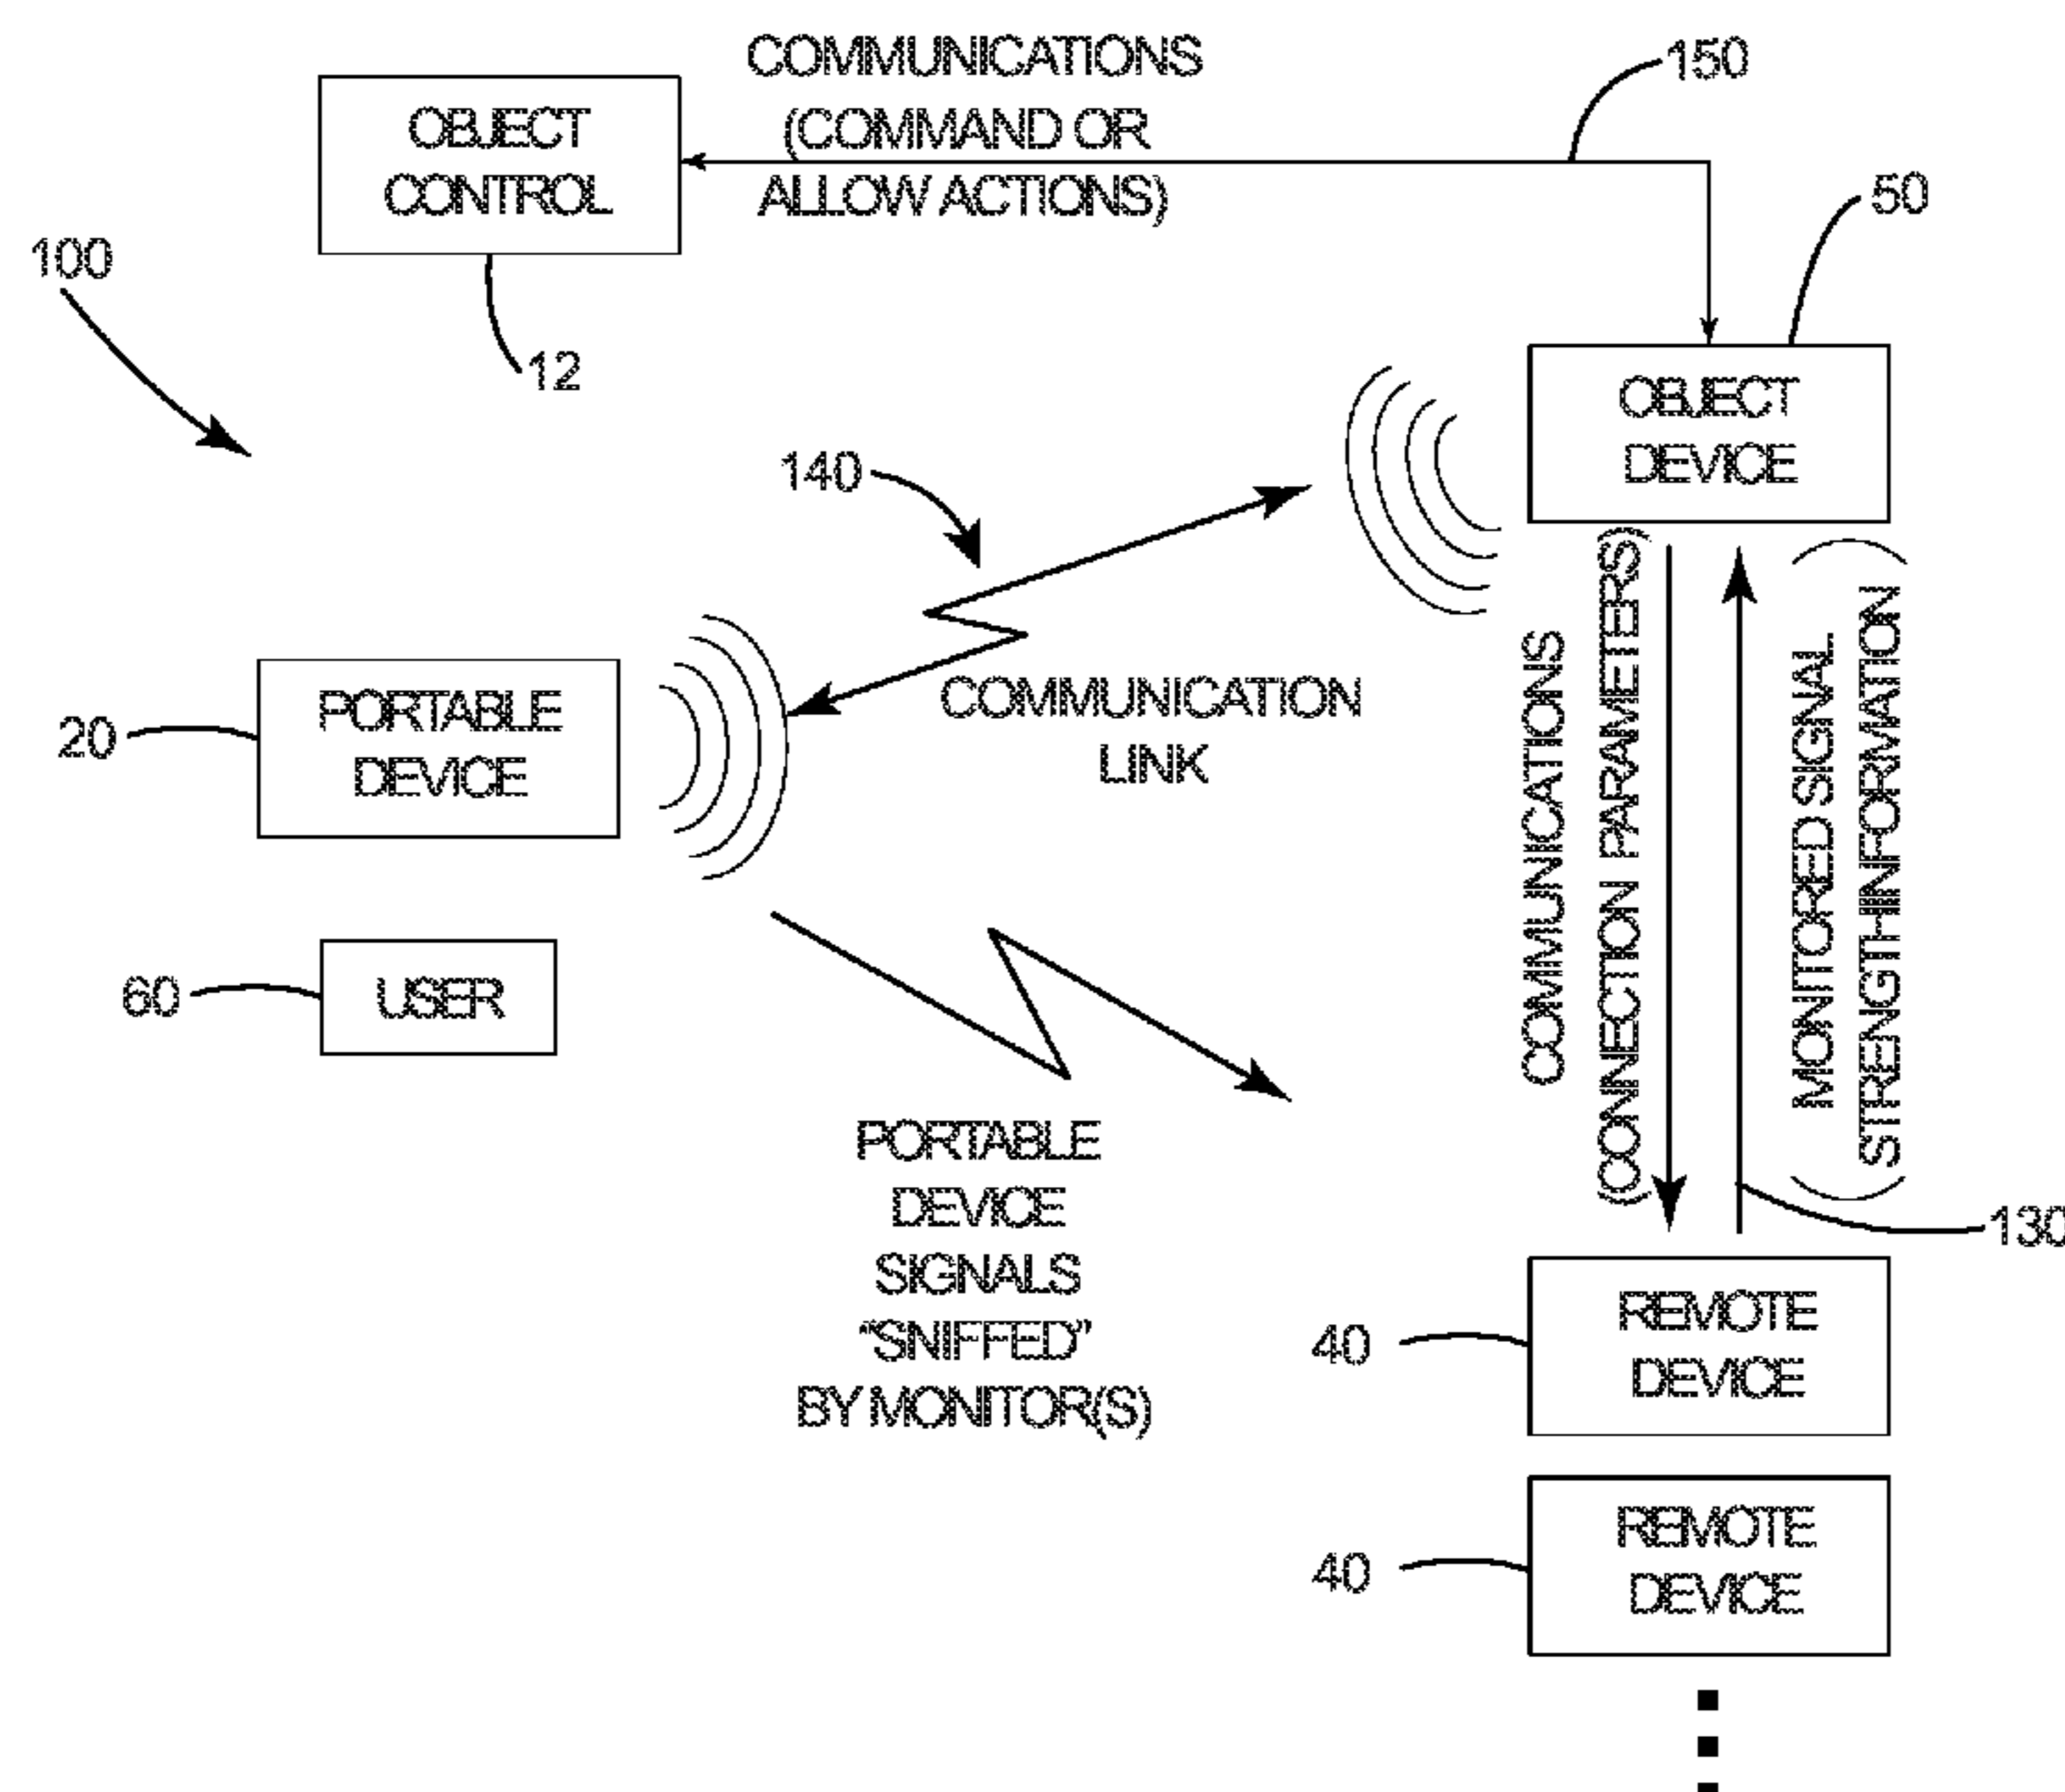 COMMUNICATIONS
(COMMAND OR
ALLOW ACTIONS)
150
OBJECT
CONTROL
50
100
12
OBJECT
DEVICE
140
COMMUNICATION
LINK
20
PORTABLE
DEVICE
COMMUNICATIONS
(CONNECTION PARAMETERS)
(MONITORED SIGNAL
STRENGTH-INFORMATION)
60
USER
PORTABLE
DEVICE
SIGNALS
“SNIFFED”
BY MONITOR(S)
130
40
REMOTE
DEVICE
40
REMOTE
DEVICE